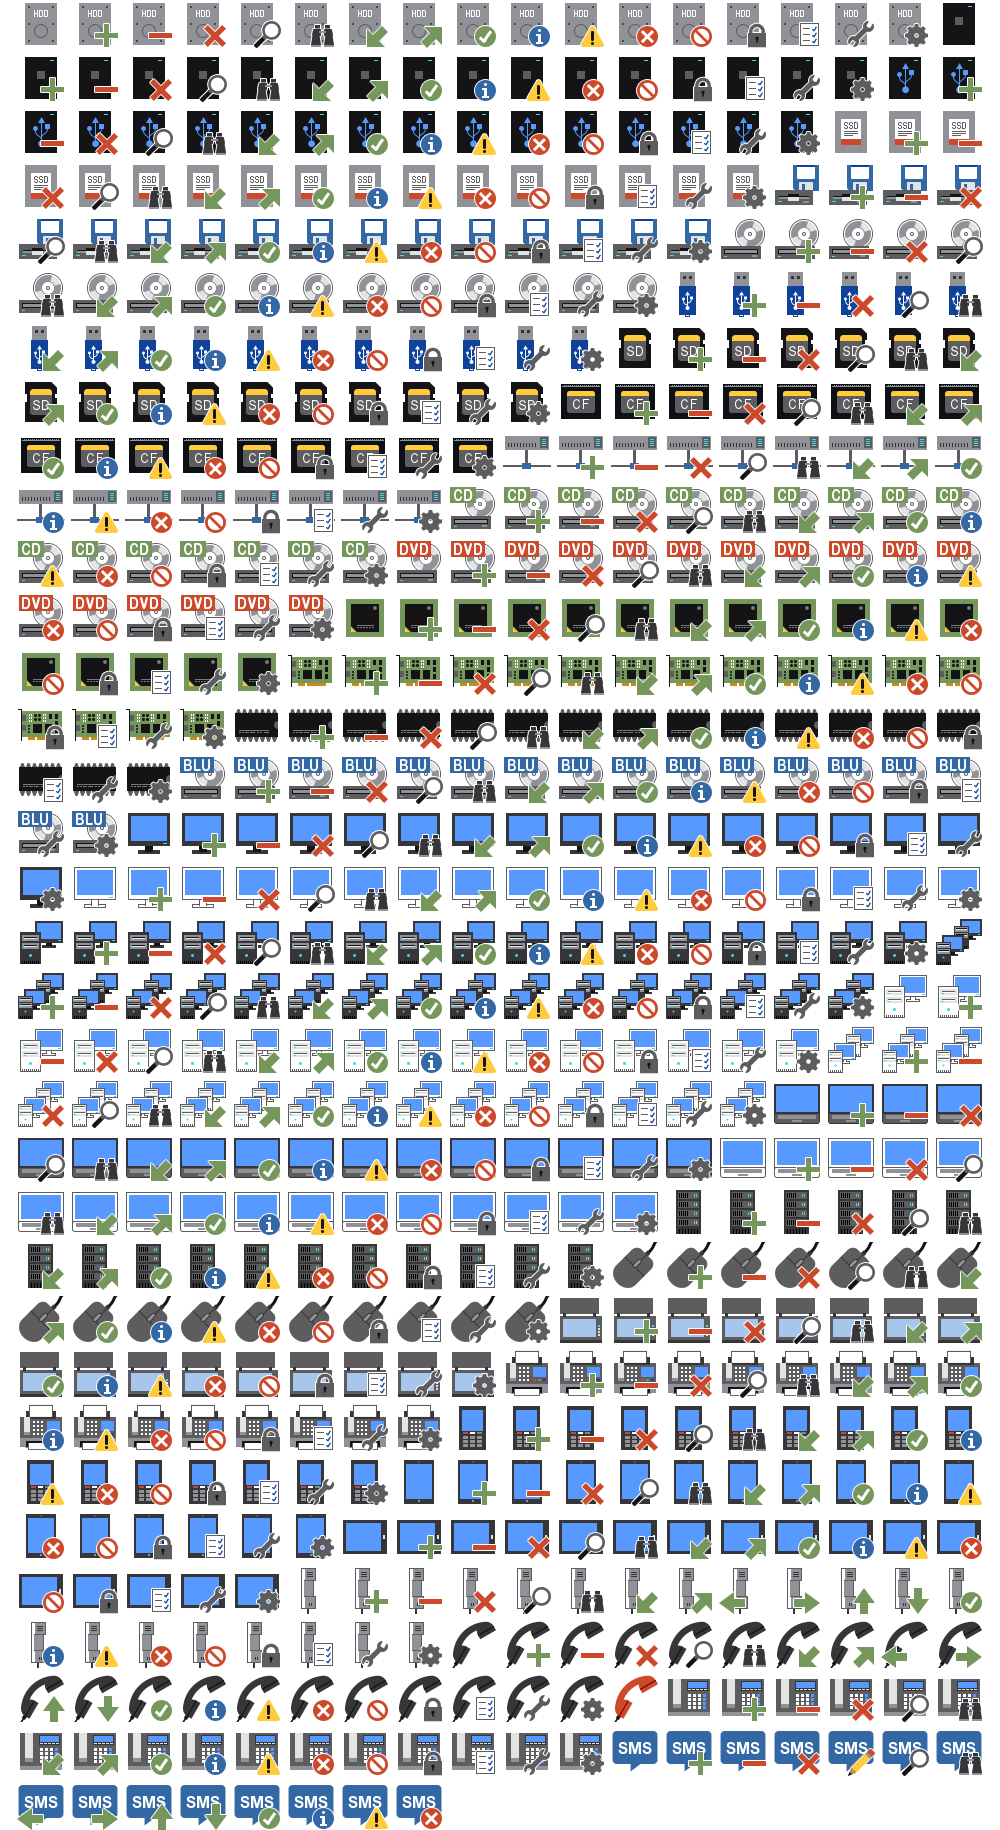 HDD HDD HDD HDD HDD HDD HDD HDD HDD HDD HDD HDD HDD HDD HDD HDD HDD
SSD SSD SSD
SSD SSD SSD SSD SSD SSD SSD SSD SSD SSD SSD SSD SSD SSD
SD SD SD SD SD SD SD
SD SD SD SD SD SD SD SD SD SD CF CF CF CF CF CF CF CF
CF CF CF CF CF CF CF CF CF
CD CD CD CD CD CD CD CD CD CD
CD CD CD CD CD CD CD DVD DVD DVD DVD DVD DVD DVD DVD DVD DVD DVD
DVD DVD DVD DVD DVD DVD
BLU BLU BLU BLU BLU BLU BLU BLU BLU BLU BLU BLU BLU BLU BLU
BLU BLU
SMS SMS SMS SMS SMS SMS SMS
SMS SMS SMS SMS SMS SMS SMS SMS